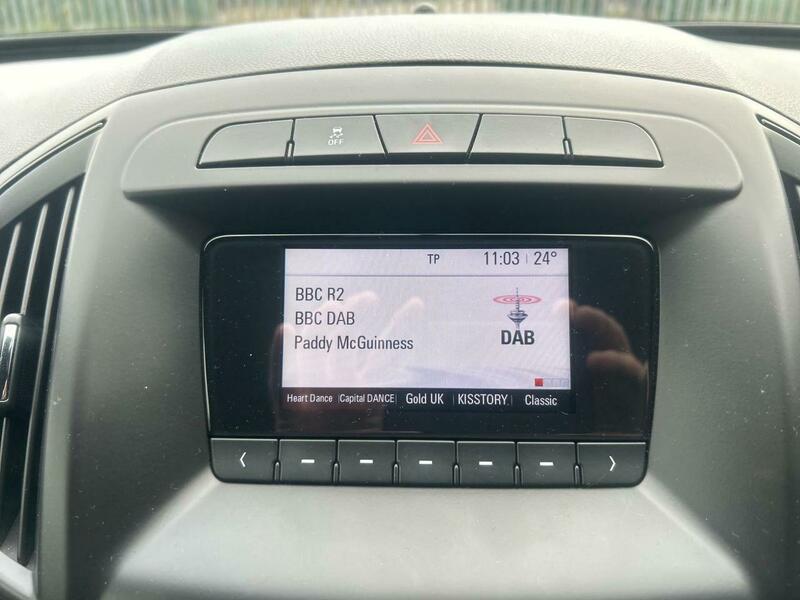 OFF
TP 11:03 24°
BBC R2
BBC DAB
Paddy McGuinness
DAB
Heart Dance Capital DANCE Gold UK KISSTORY Classic